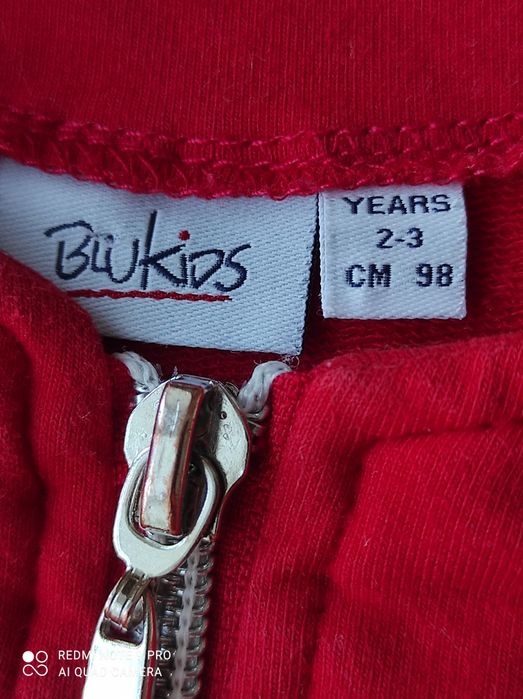 BLUKIDS
YEARS
2-3
CM 98
REDMI NOTE 8 PRO
AI QUAD CAMERA